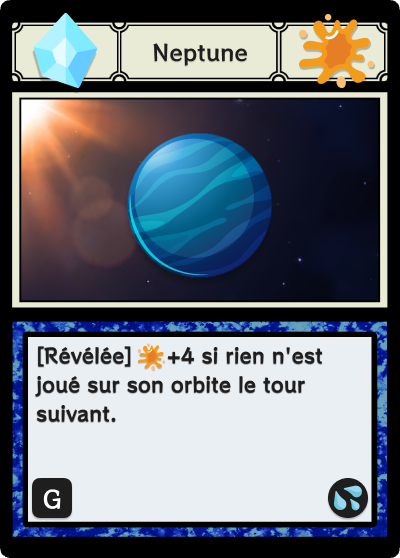 Neptune
[Révélée] +4 si rien n'est
joué sur son orbite le tour
suivant.
G